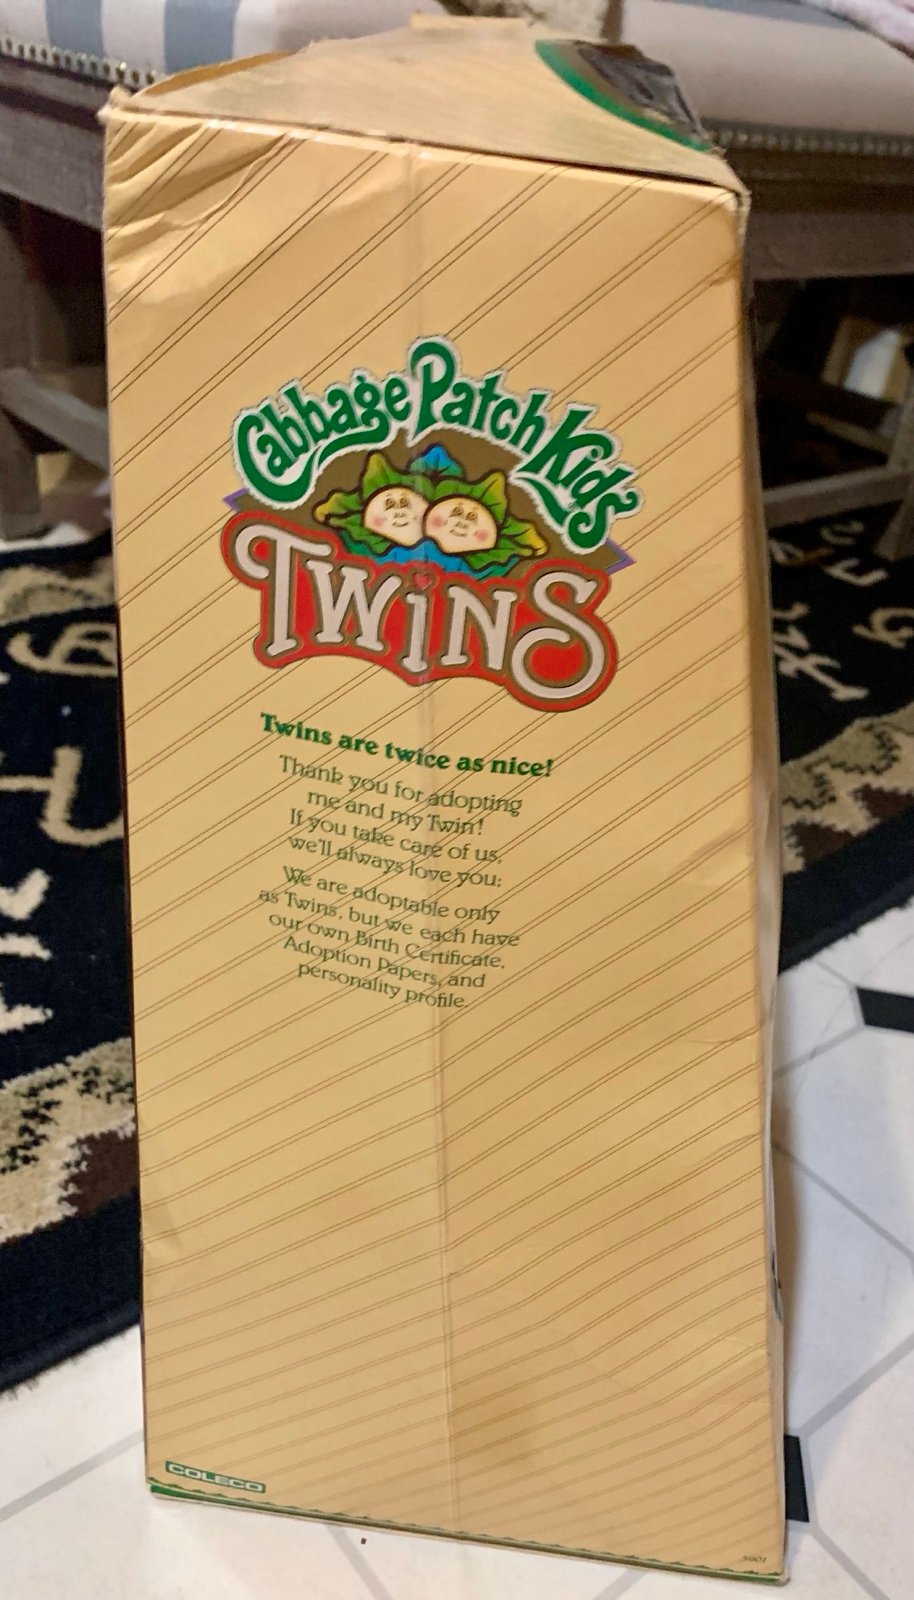 Cabbage Patch Kids
TWiNS
Twins are twice as nice!
Thank you for adopting
me and my Twin!
If you take care of us,
we'll always love you:
We are adoptable only
as Twins, but we each have
our own Birth Certificate,
Adoption Papers, and
personality profile.
COLECO